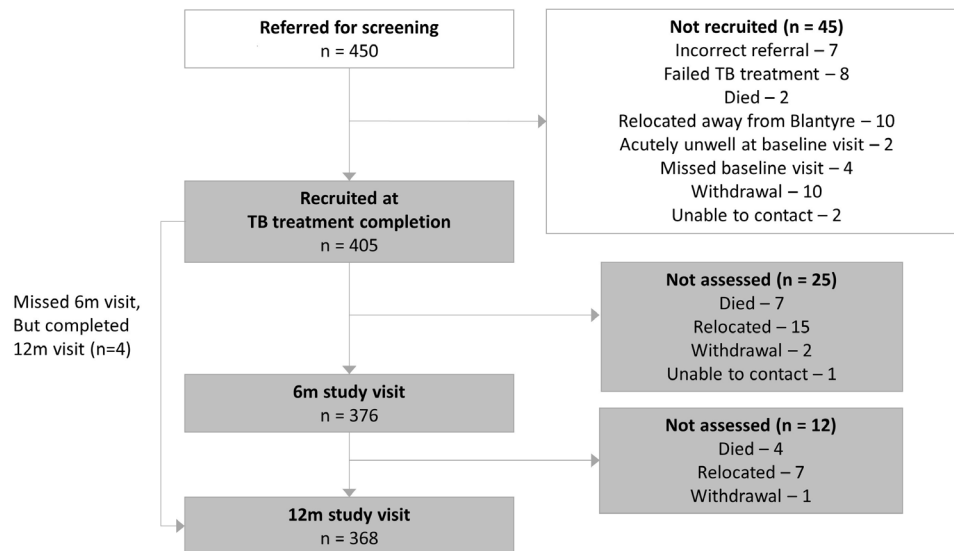 Referred for screening
n = 450
Not recruited (n = 45)
Incorrect referral – 7
Failed TB treatment – 8
Died – 2
Relocated away from Blantyre – 10
Acutely unwell at baseline visit – 2
Missed baseline visit – 4
Withdrawal – 10
Unable to contact – 2
Recruited at
TB treatment completion
n = 405
Missed 6m visit,
But completed
12m visit (n=4)
Not assessed (n = 25)
Died – 7
Relocated – 15
Withdrawal – 2
Unable to contact – 1
6m study visit
n = 376
Not assessed (n = 12)
Died – 4
Relocated – 7
Withdrawal – 1
12m study visit
n = 368